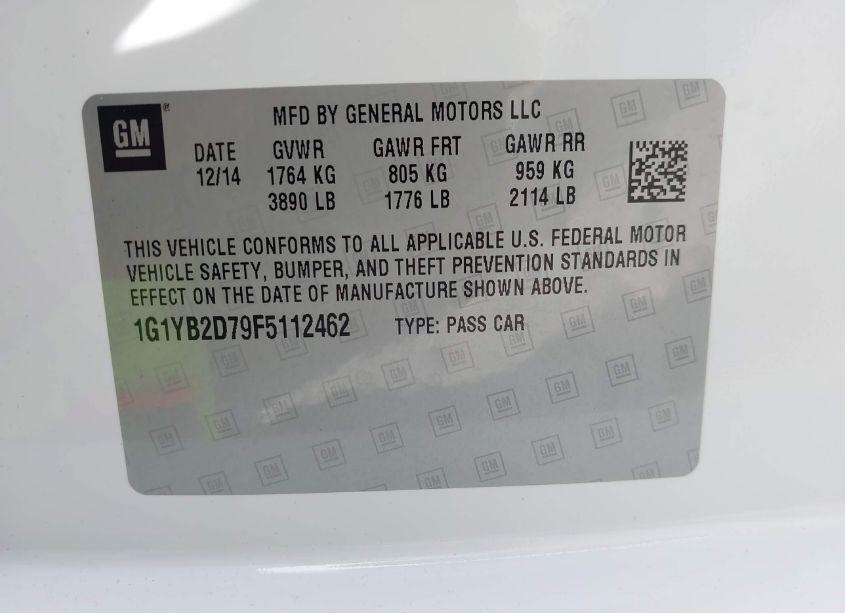 GM®
MFD BY GENERAL MOTORS LLC
DATE GVWR GAWR FRT GAWR RR
12/14 1764 KG 805 KG 959 KG
3890 LB 1776 LB 2114 LB
THIS VEHICLE CONFORMS TO ALL APPLICABLE U.S. FEDERAL MOTOR
VEHICLE SAFETY, BUMPER, AND THEFT PREVENTION STANDARDS IN
EFFECT ON THE DATE OF MANUFACTURE SHOWN ABOVE.
1G1YB2D79F5112462 TYPE: PASS CAR